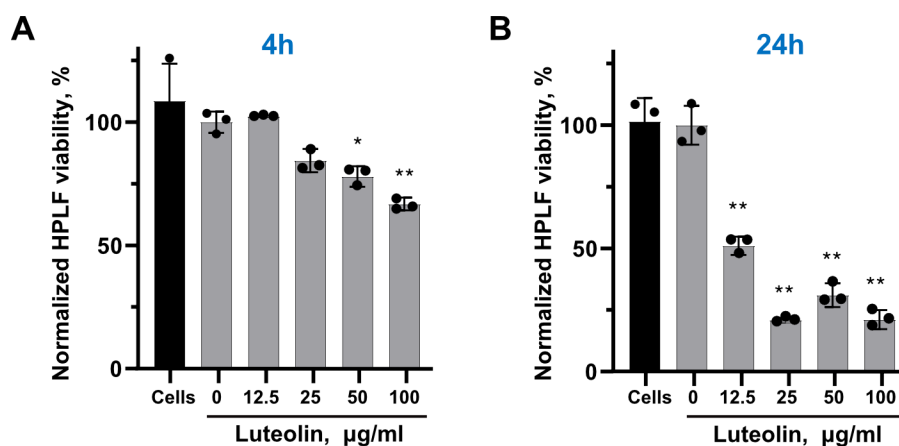 A
4h
Normalized HPLF viability, %
100
50
0
*
**
Cells 0 12.5 25 50 100
Luteolin, µg/ml
B
24h
Normalized HPLF viability, %
100
50
0
**
**
**
**
Cells 0 12.5 25 50 100
Luteolin, µg/ml